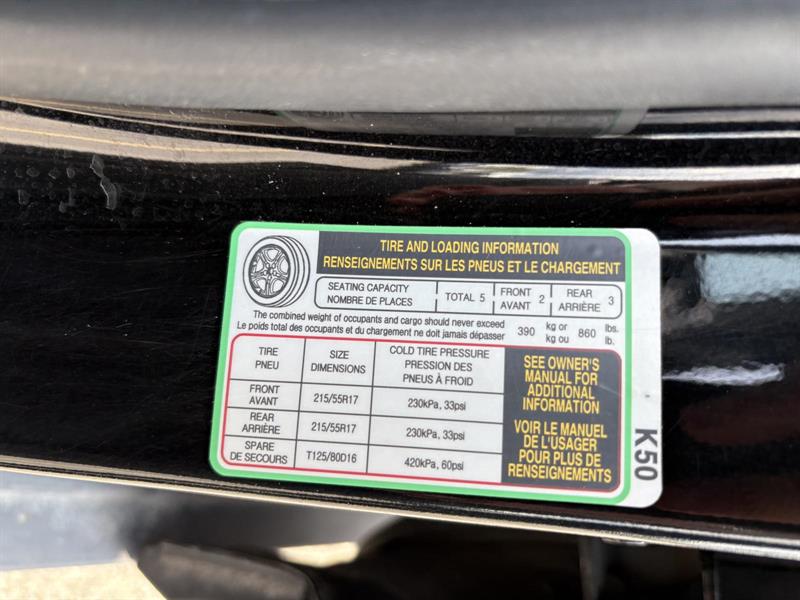 TIRE AND LOADING INFORMATION
RENSEIGNEMENTS SUR LES PNEUS ET LE CHARGEMENT
SEATING CAPACITY
NOMBRE DE PLACES
TOTAL 5
FRONT
AVANT 2
REAR
ARRIÈRE 3
The combined weight of occupants and cargo should never exceed
Le poids total des occupants et du chargement ne doit jamais dépasser
390 kg or
kg ou
860 lbs.
lb.
TIRE
PNEU
SIZE
DIMENSIONS
COLD TIRE PRESSURE
PRESSION DES
PNEUS À FROID
FRONT
AVANT
215/55R17
230kPa, 33psi
REAR
ARRIÈRE
215/55R17
230kPa, 33psi
SPARE
DE SECOURS
T125/80D16
420kPa, 60psi
SEE OWNER'S
MANUAL FOR
ADDITIONAL
INFORMATION
VOIR LE MANUEL
DE L'USAGER
POUR PLUS DE
RENSEIGNEMENTS
K50